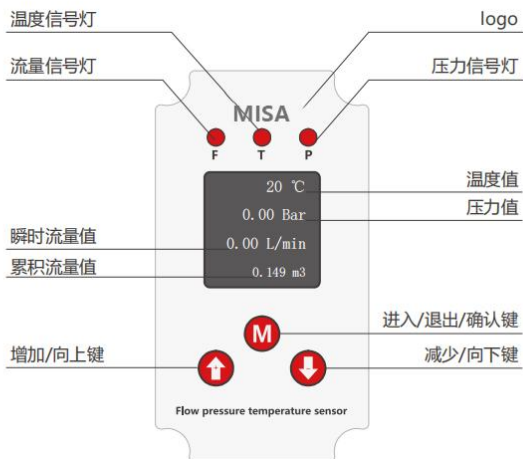 温度信号灯
logo
流量信号灯
压力信号灯
MISA
F T P
20 ℃
温度值
0.00 Bar
压力值
瞬时流量值
0.00 L/min
累积流量值
0.149 m3
M
进入/退出/确认键
增加/向上键
减少/向下键
Flow pressure temperature sensor